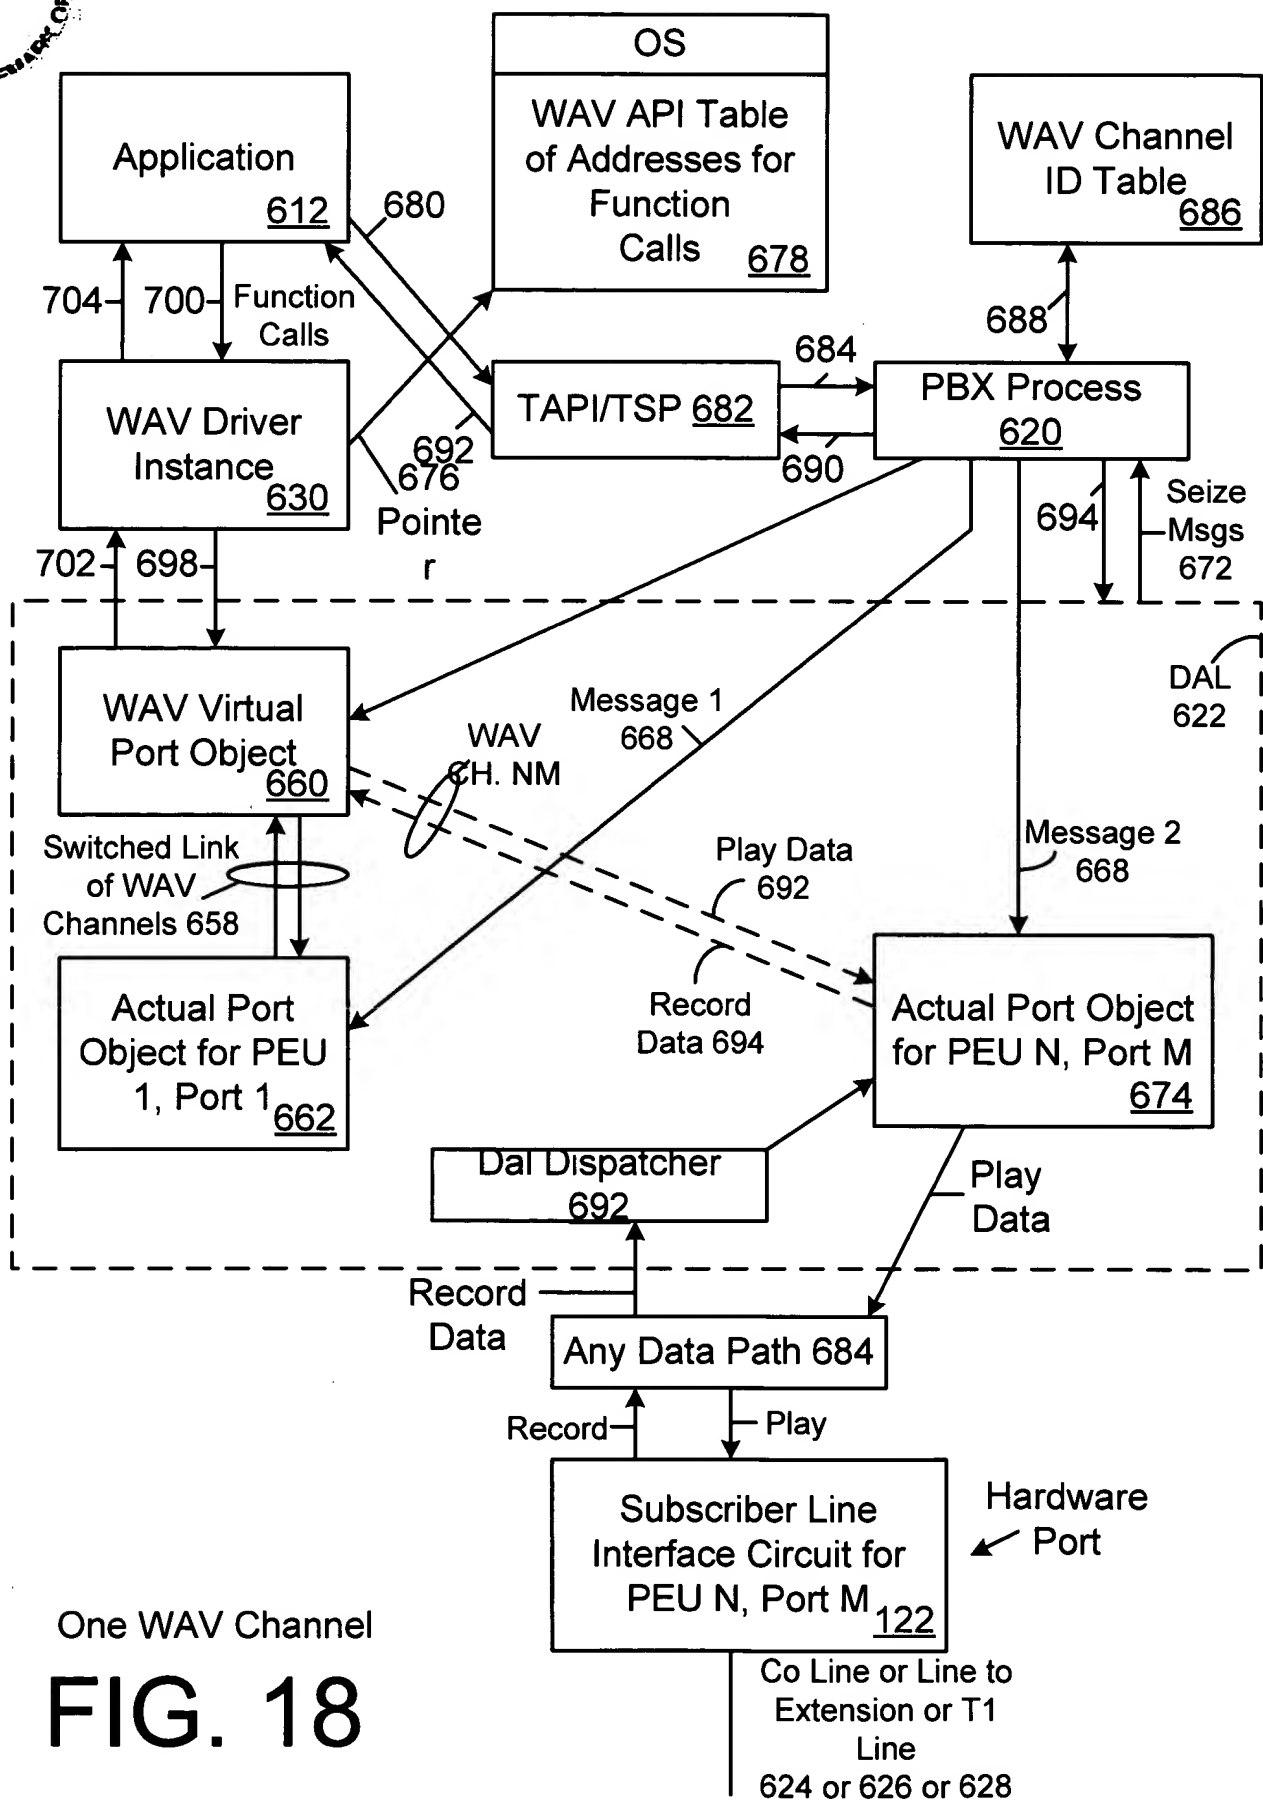 OS
WAV API Table
of Addresses for
Function
Calls
678
Application
612
WAV Channel
ID Table
686
680
704
700
Function
Calls
688
684
TAPI/TSP 682
PBX Process
620
690
692
676
Pointe
r
WAV Driver
Instance
630
694
Seize
Msgs
672
702
698
DAL
622
WAV Virtual
Port Object
660
Message 1
668
WAV
CH. NM
Switched Link
of WAV
Channels 658
Play Data
692
Message 2
668
Record
Data 694
Actual Port
Object for PEU
1, Port 1
662
Actual Port Object
for PEU N, Port M
674
Dal Dispatcher
692
Play
Data
Record
Data
Any Data Path 684
Record
Play
Subscriber Line
Interface Circuit for
PEU N, Port M
122
Hardware
Port
Co Line or Line to
Extension or T1
Line
624 or 626 or 628
One WAV Channel
FIG. 18